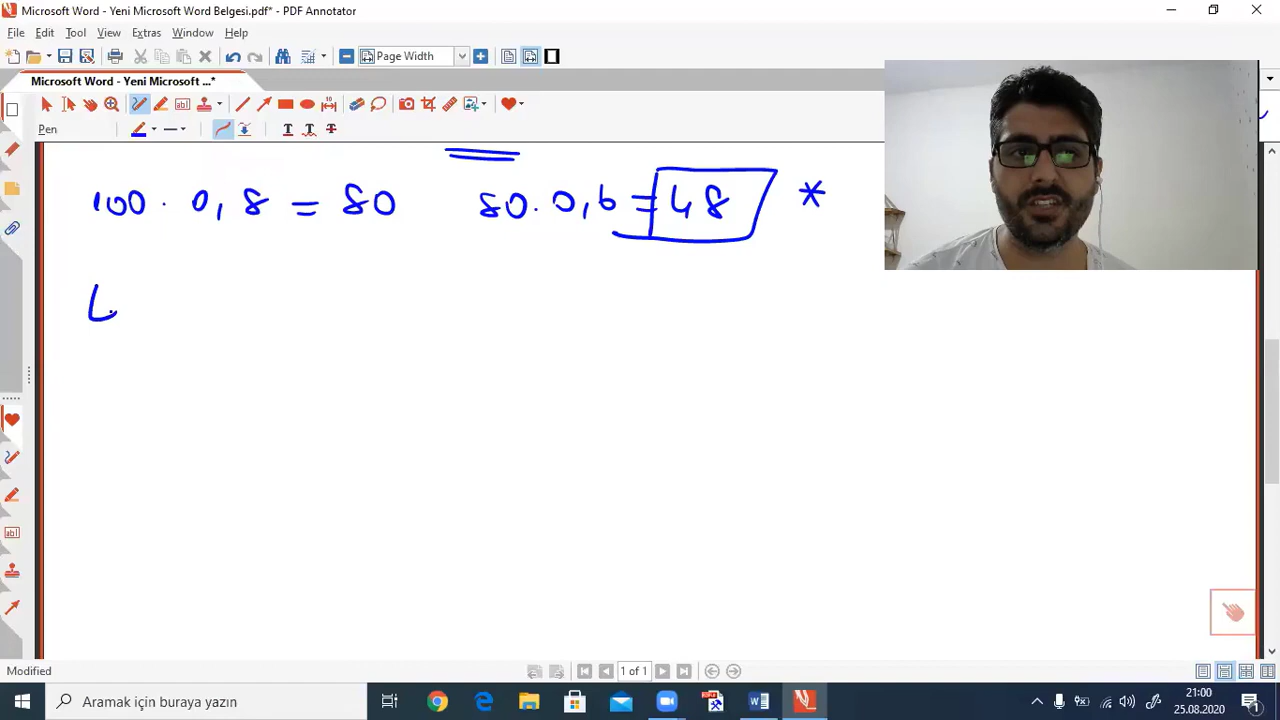 Microsoft Word - Yeni Microsoft Word Belgesi.pdf* - PDF Annotator
File Edit Tool View Extras Window Help
Page Width
Microsoft Word - Yeni Microsoft ...*
Pen
100 . 0,8 = 80 80 . 0,6 = 48 *
Modified
1 of 1
Aramak için buraya yazın
21:00
25.08.2020